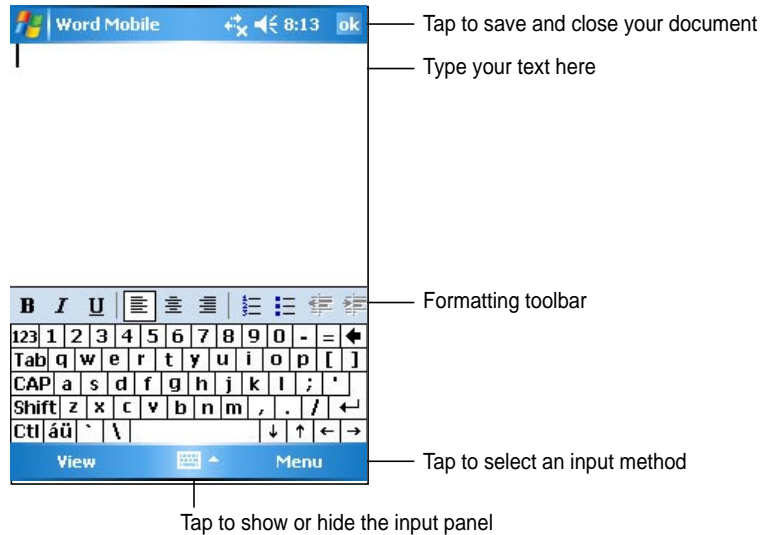 Word Mobile 8:13 ok
Tap to save and close your document
Type your text here
B I U
Formatting toolbar
123 1 2 3 4 5 6 7 8 9 0 - =
Tab q w e r t y u i o p [ ]
CAP a s d f g h j k l ; '
Shift z x c v b n m , . /
Ctl áü ` \
View Menu
Tap to select an input method
Tap to show or hide the input panel